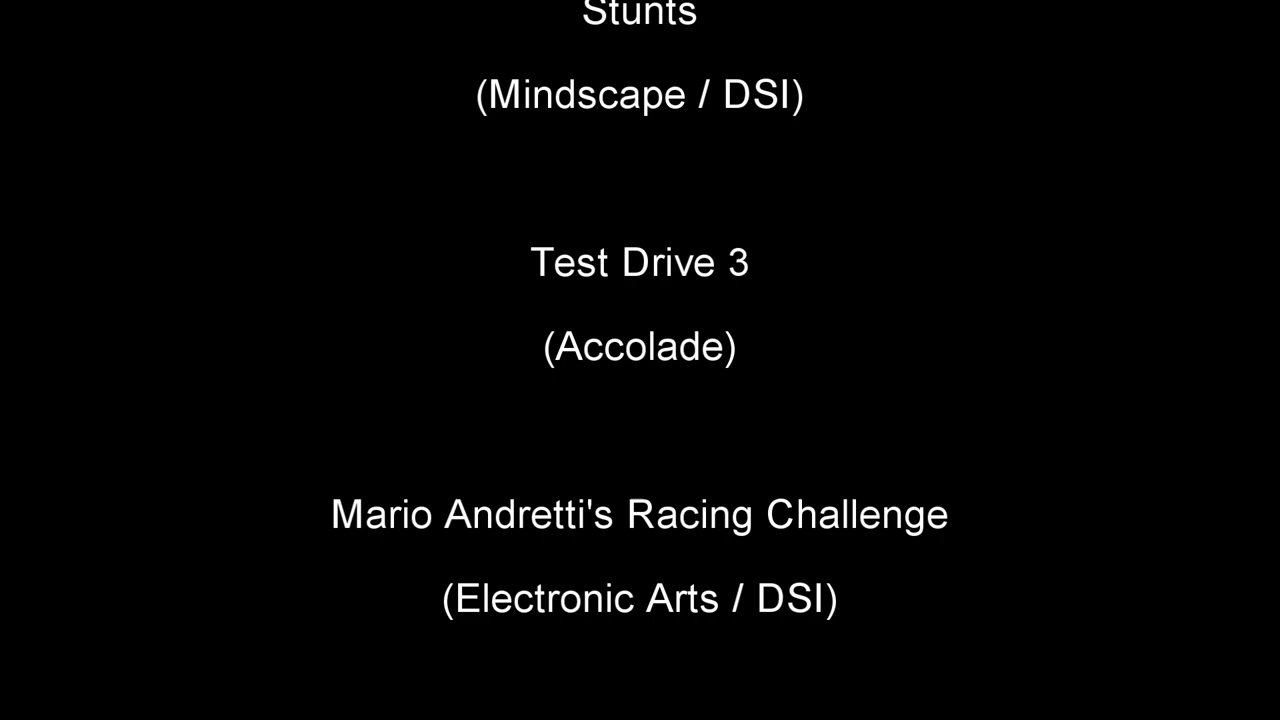 Stunts
(Mindscape / DSI)
Test Drive 3
(Accolade)
Mario Andretti's Racing Challenge
(Electronic Arts / DSI)